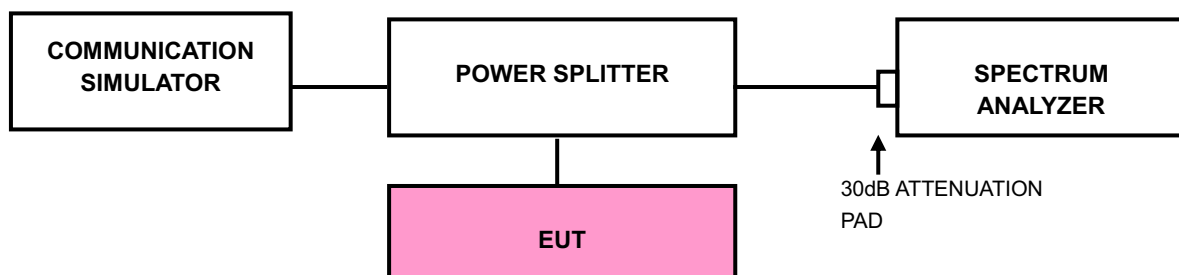 COMMUNICATION
SIMULATOR
POWER SPLITTER
SPECTRUM
ANALYZER
30dB ATTENUATION
PAD
EUT